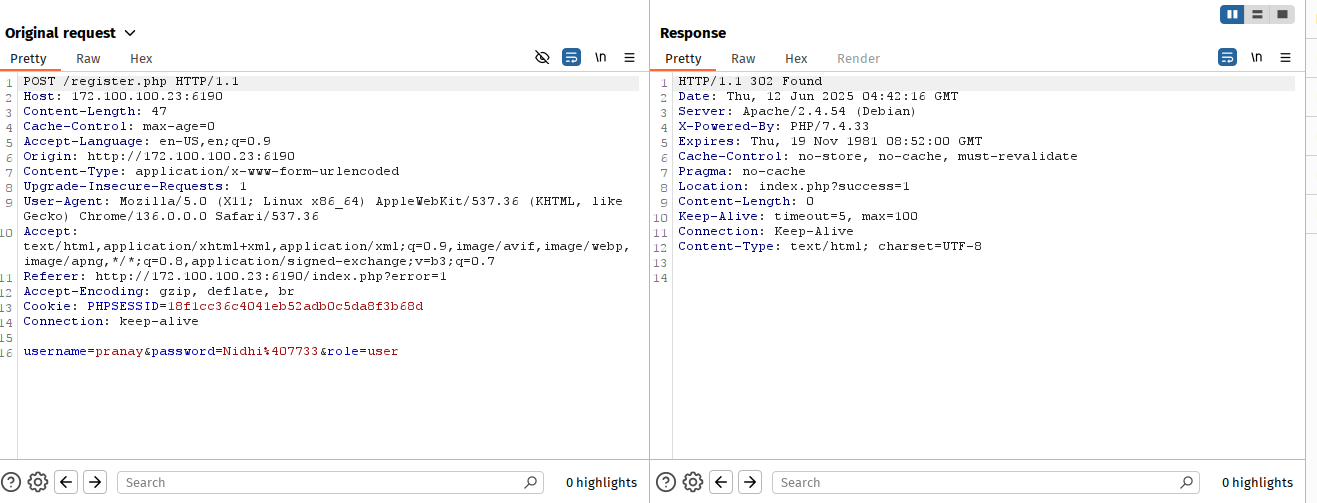 Original request
Pretty Raw Hex \n
1 POST /register.php HTTP/1.1
2 Host: 172.100.100.23:6190
3 Content-Length: 47
4 Cache-Control: max-age=0
5 Accept-Language: en-US,en;q=0.9
6 Origin: http://172.100.100.23:6190
7 Content-Type: application/x-www-form-urlencoded
8 Upgrade-Insecure-Requests: 1
9 User-Agent: Mozilla/5.0 (X11; Linux x86_64) AppleWebKit/537.36 (KHTML, like
Gecko) Chrome/136.0.0.0 Safari/537.36
10 Accept:
text/html,application/xhtml+xml,application/xml;q=0.9,image/avif,image/webp,
image/apng,*/*;q=0.8,application/signed-exchange;v=b3;q=0.7
11 Referer: http://172.100.100.23:6190/index.php?error=1
12 Accept-Encoding: gzip, deflate, br
13 Cookie: PHPSESSID=18f1cc36c4041eb52adb0c5da8f3b68d
14 Connection: keep-alive
15
16 username=pranay&password=Nidhi%407733&role=user
Search
0 highlights
Response
Pretty Raw Hex Render \n
1 HTTP/1.1 302 Found
2 Date: Thu, 12 Jun 2025 04:42:16 GMT
3 Server: Apache/2.4.54 (Debian)
4 X-Powered-By: PHP/7.4.33
5 Expires: Thu, 19 Nov 1981 08:52:00 GMT
6 Cache-Control: no-store, no-cache, must-revalidate
7 Pragma: no-cache
8 Location: index.php?success=1
9 Content-Length: 0
10 Keep-Alive: timeout=5, max=100
11 Connection: Keep-Alive
12 Content-Type: text/html; charset=UTF-8
13
14
Search
0 highlights